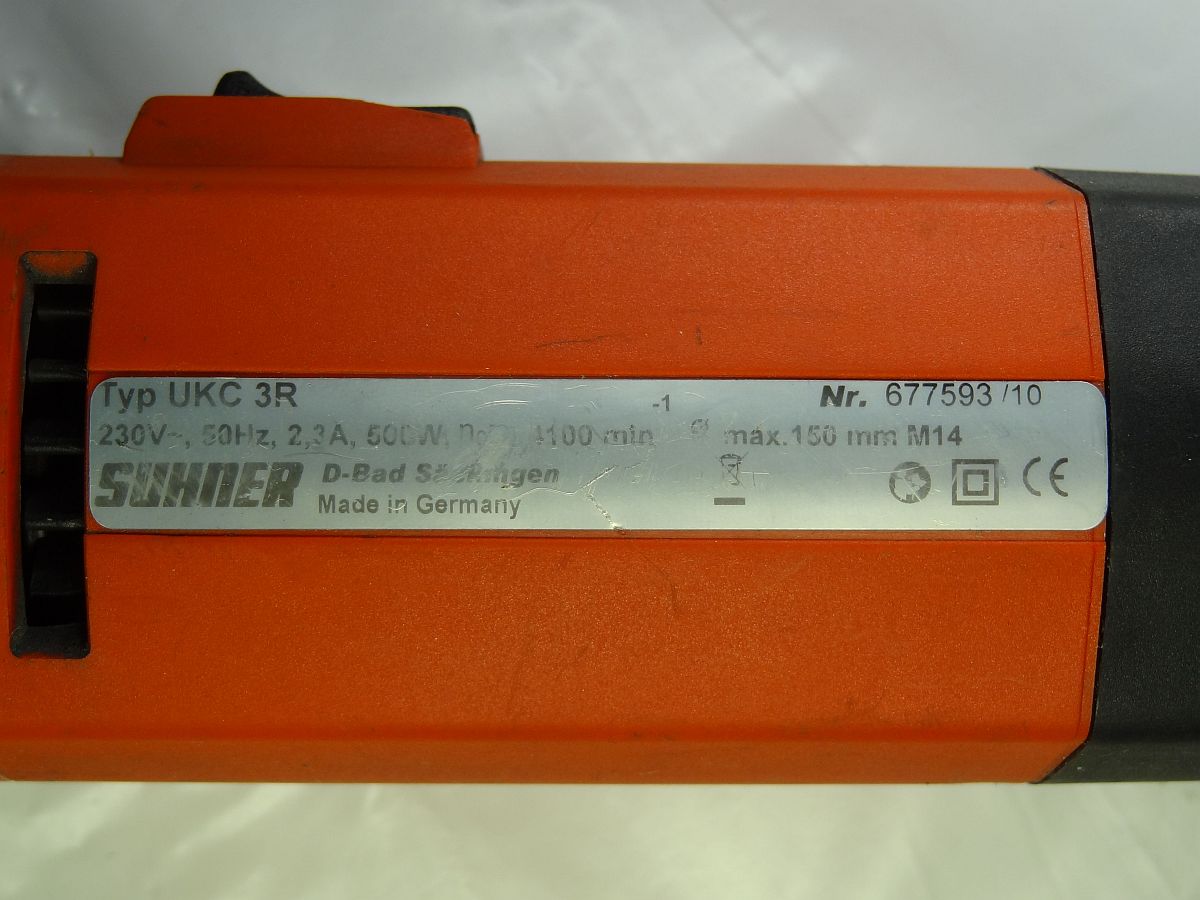 Typ UKC 3R Nr. 677593 /10
230V~, 50Hz, 2,3A, 500W, 4100 min -1 ø max.150 mm M14
SUHNER D-Bad Säckingen
Made in Germany
CE